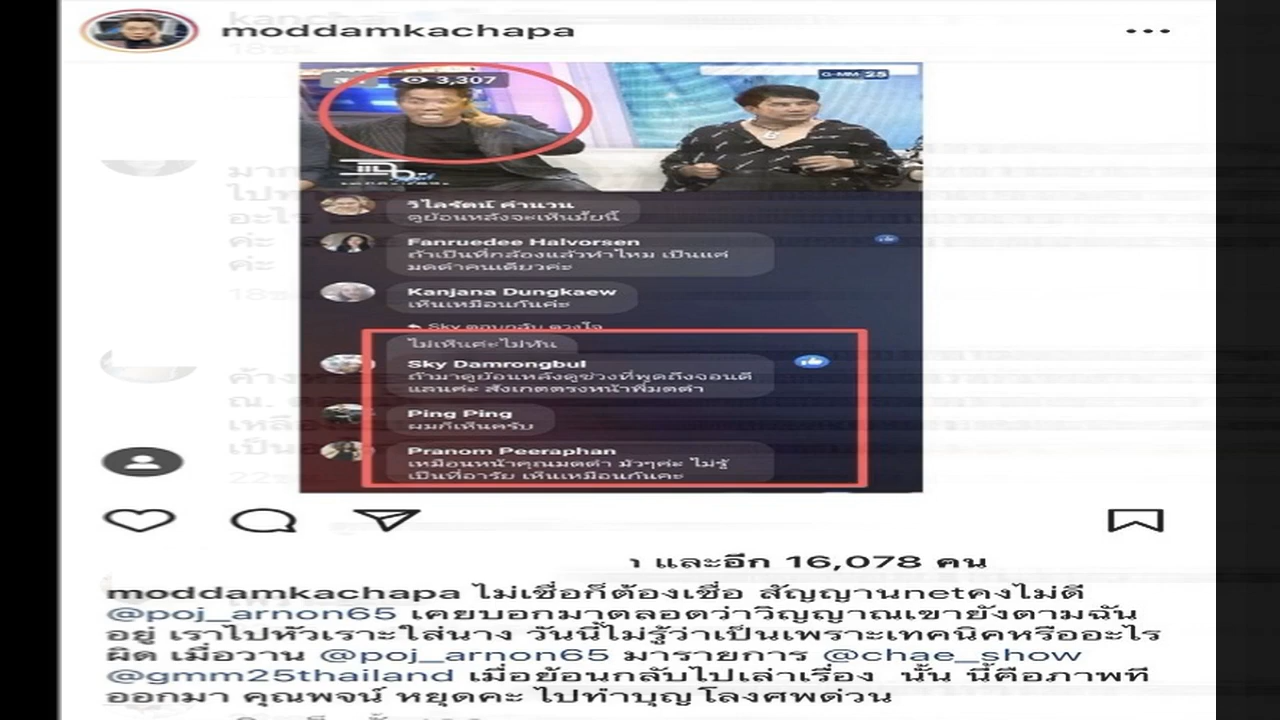 moddamkachapa
3,307
G-MM 25
วิไลรัตน์ คำนวน
ดูย้อนหลังจะเห็นมั้ยนี้
Fanruedee Halvorsen
ถ้าเป็นที่กล้องแล้วทำไหม เป็นแค่
มดดำคนเดียวค่ะ
Kanjana Dungkaew
เห็นเหมือนกันค่ะ
Sky ตอบกลับ ดวงใจ
ไม่เห็นค่ะไม่ทัน
Sky Damrongbul
ถ้ามาดูย้อนหลังดูช่วงที่พูดถึงจอนดี
แลนค่ะ สังเกตตรงหน้าพี่มดดำ
Ping Ping
ผมก็เห็นครับ
Pranom Peeraphan
เหมือนหน้าคุณมดดำ มัวๆค่ะ ไม่รู้
เป็นที่อารัย เห็นเหมือนกันคะ
และอีก 16,078 คน
moddamkachapa ไม่เชื่อก็ต้องเชื่อ สัญญานnetคงไม่ดี
@poj_arnon65 เคยบอกมาตลอดว่าวิญญาณเขายังตามฉัน
อยู่ เราไปหัวเราะใส่นาง วันนี้ไม่รู้ว่าเป็นเพราะเทคนิคหรืออะไร
ผิด เมื่อวาน @poj_arnon65 มารายการ @chae_show
@gmm25thailand เมื่อย้อนกลับไปเล่าเรื่อง นั้น นี้คือภาพที
ออกมา คุณพจน์ หยุดคะ ไปทำบุญโลงศพด่วน